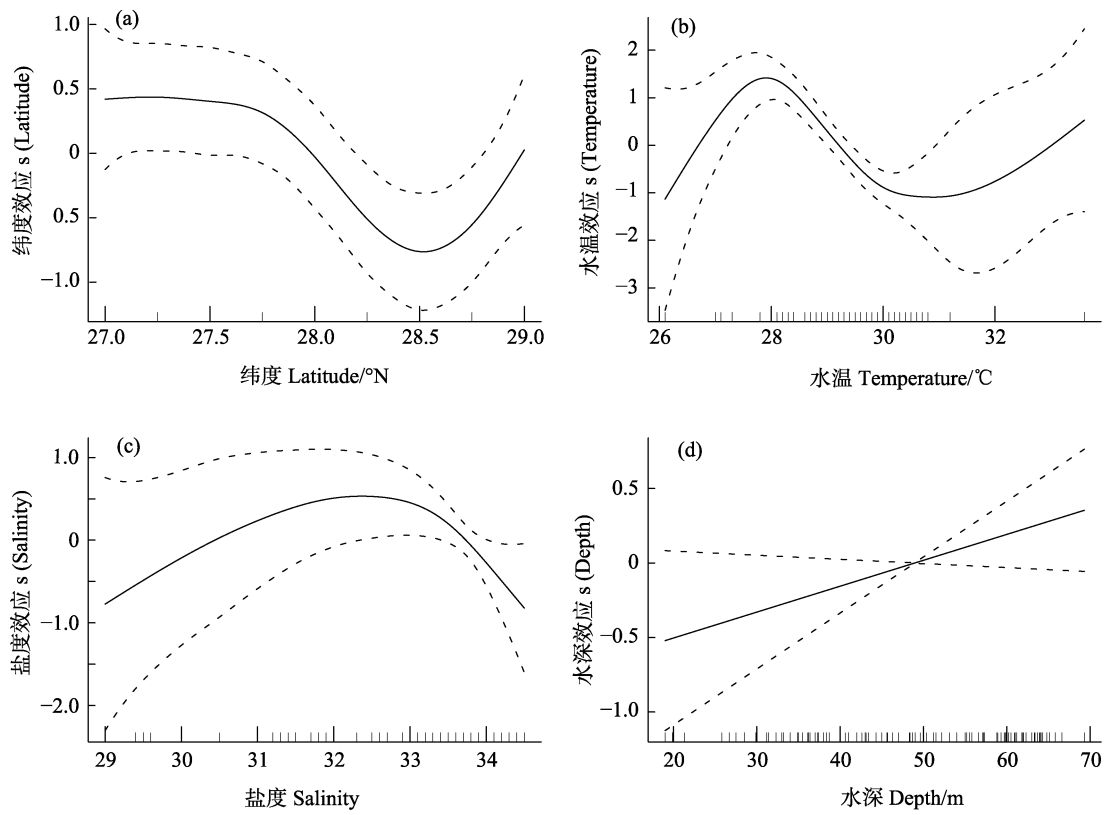 (a)
1.0
0.5
0
0.5
−1.0
纬度效应 s (Latitude)
27.0 27.5 28.0 28.5 29.0
纬度 Latitude/°N
(b)
2
1
0
−1
−2
−3
水温效应 s (Temperature)
26 28 30 32
水温 Temperature/℃
(c)
1.0
0
−1.0
−2.0
盐度效应 s (Salinity)
29 30 31 32 33 34
盐度 Salinity
(d)
0.5
0
−0.5
−1.0
水深效应 s (Depth)
20 30 40 50 60 70
水深 Depth/m